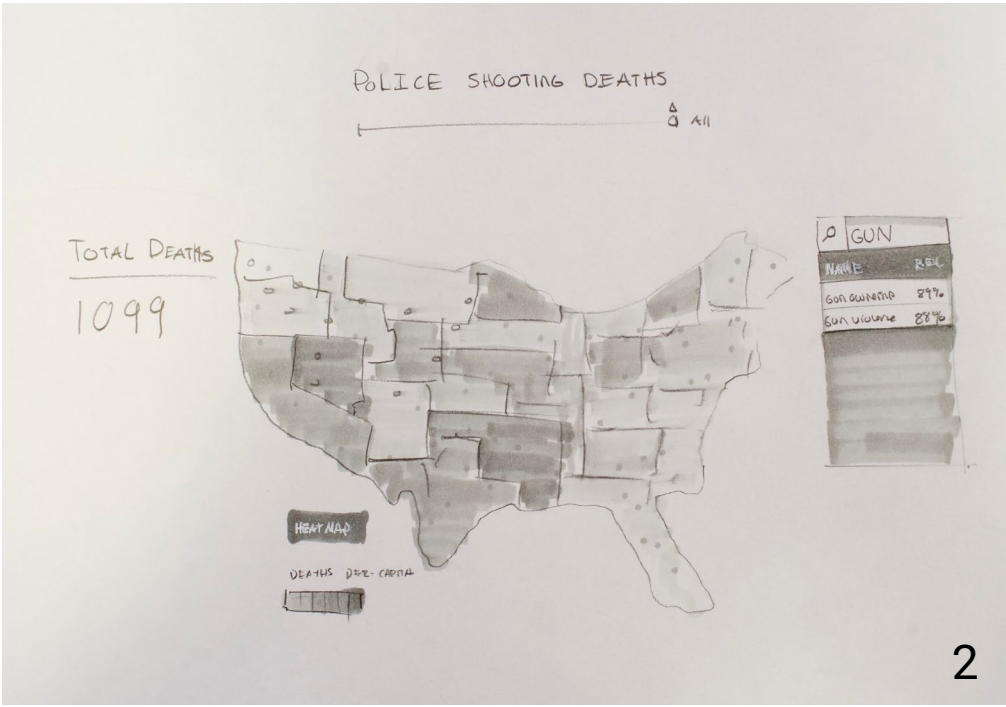 POLICE SHOOTING DEATHS
All
TOTAL DEATHS
1099
GUN
NAME REL
GUN OWNERSHIP 89%
GUN VIOLENCE 88%
HEAT MAP
DEATHS PER-CAPITA
2